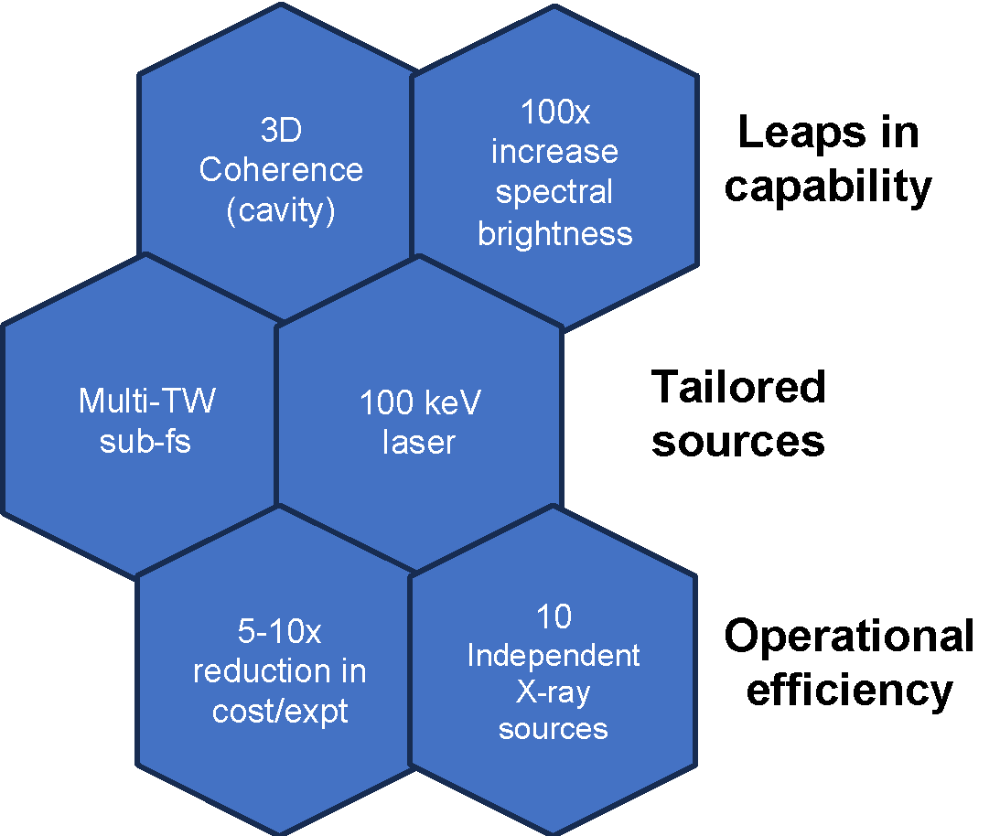 3D
Coherence
(cavity)
100x
increase
spectral
brightness
Leaps in
capability
Multi-TW
sub-fs
100 keV
laser
Tailored
sources
5-10x
reduction in
cost/expt
10
Independent
X-ray
sources
Operational
efficiency